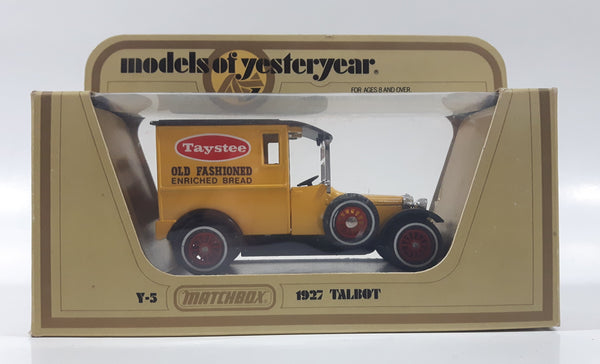 models of yesteryear®
FOR AGES 8 AND OVER
Taystee
OLD FASHIONED
ENRICHED BREAD
Y-5 MATCHBOX 1927 TALBOT